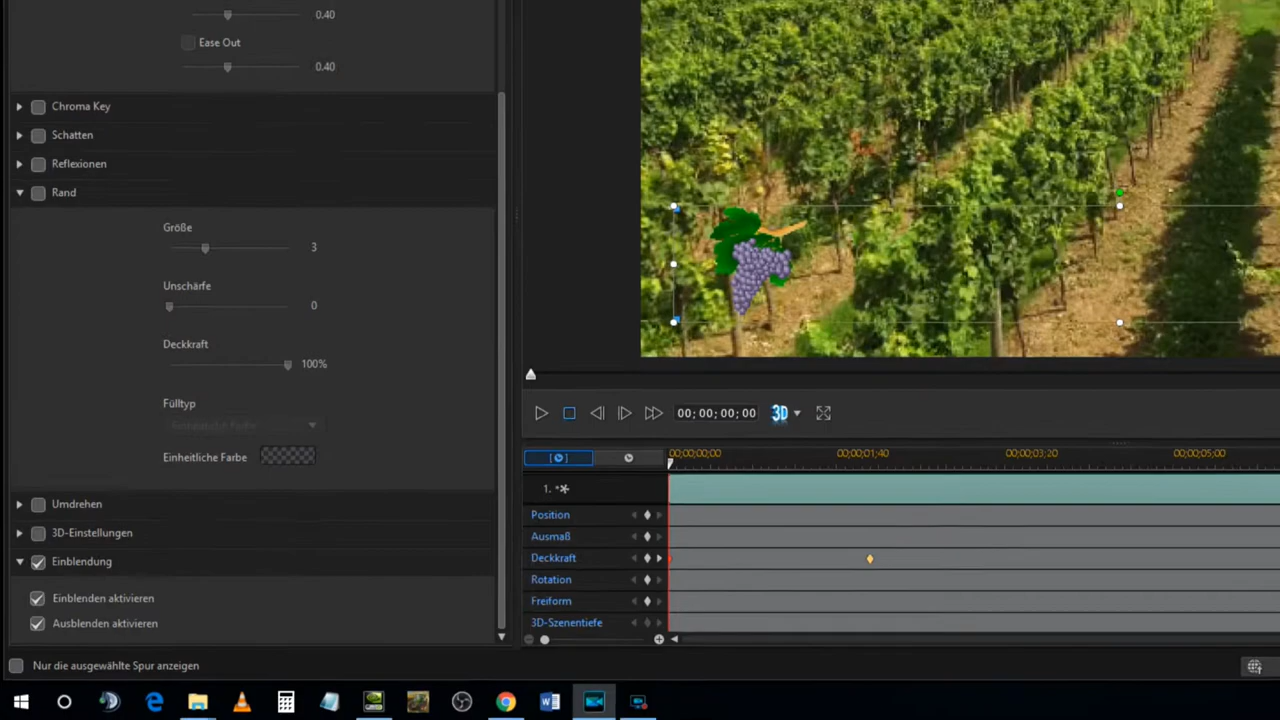 0.40
Ease Out
0.40
Chroma Key
Schatten
Reflexionen
Rand
Größe
3
Unschärfe
0
Deckkraft
100%
Fülltyp
Einheitliche Farbe
Einheitliche Farbe
Umdrehen
3D-Einstellungen
Einblendung
Einblenden aktivieren
Ausblenden aktivieren
Nur die ausgewählte Spur anzeigen
00;00;00;00
3D
00;00;00;00 00;00;01;40 00;00;03;20 00;00;05;00
1. *
Position
Ausmaß
Deckkraft
Rotation
Freiform
3D-Szenentiefe